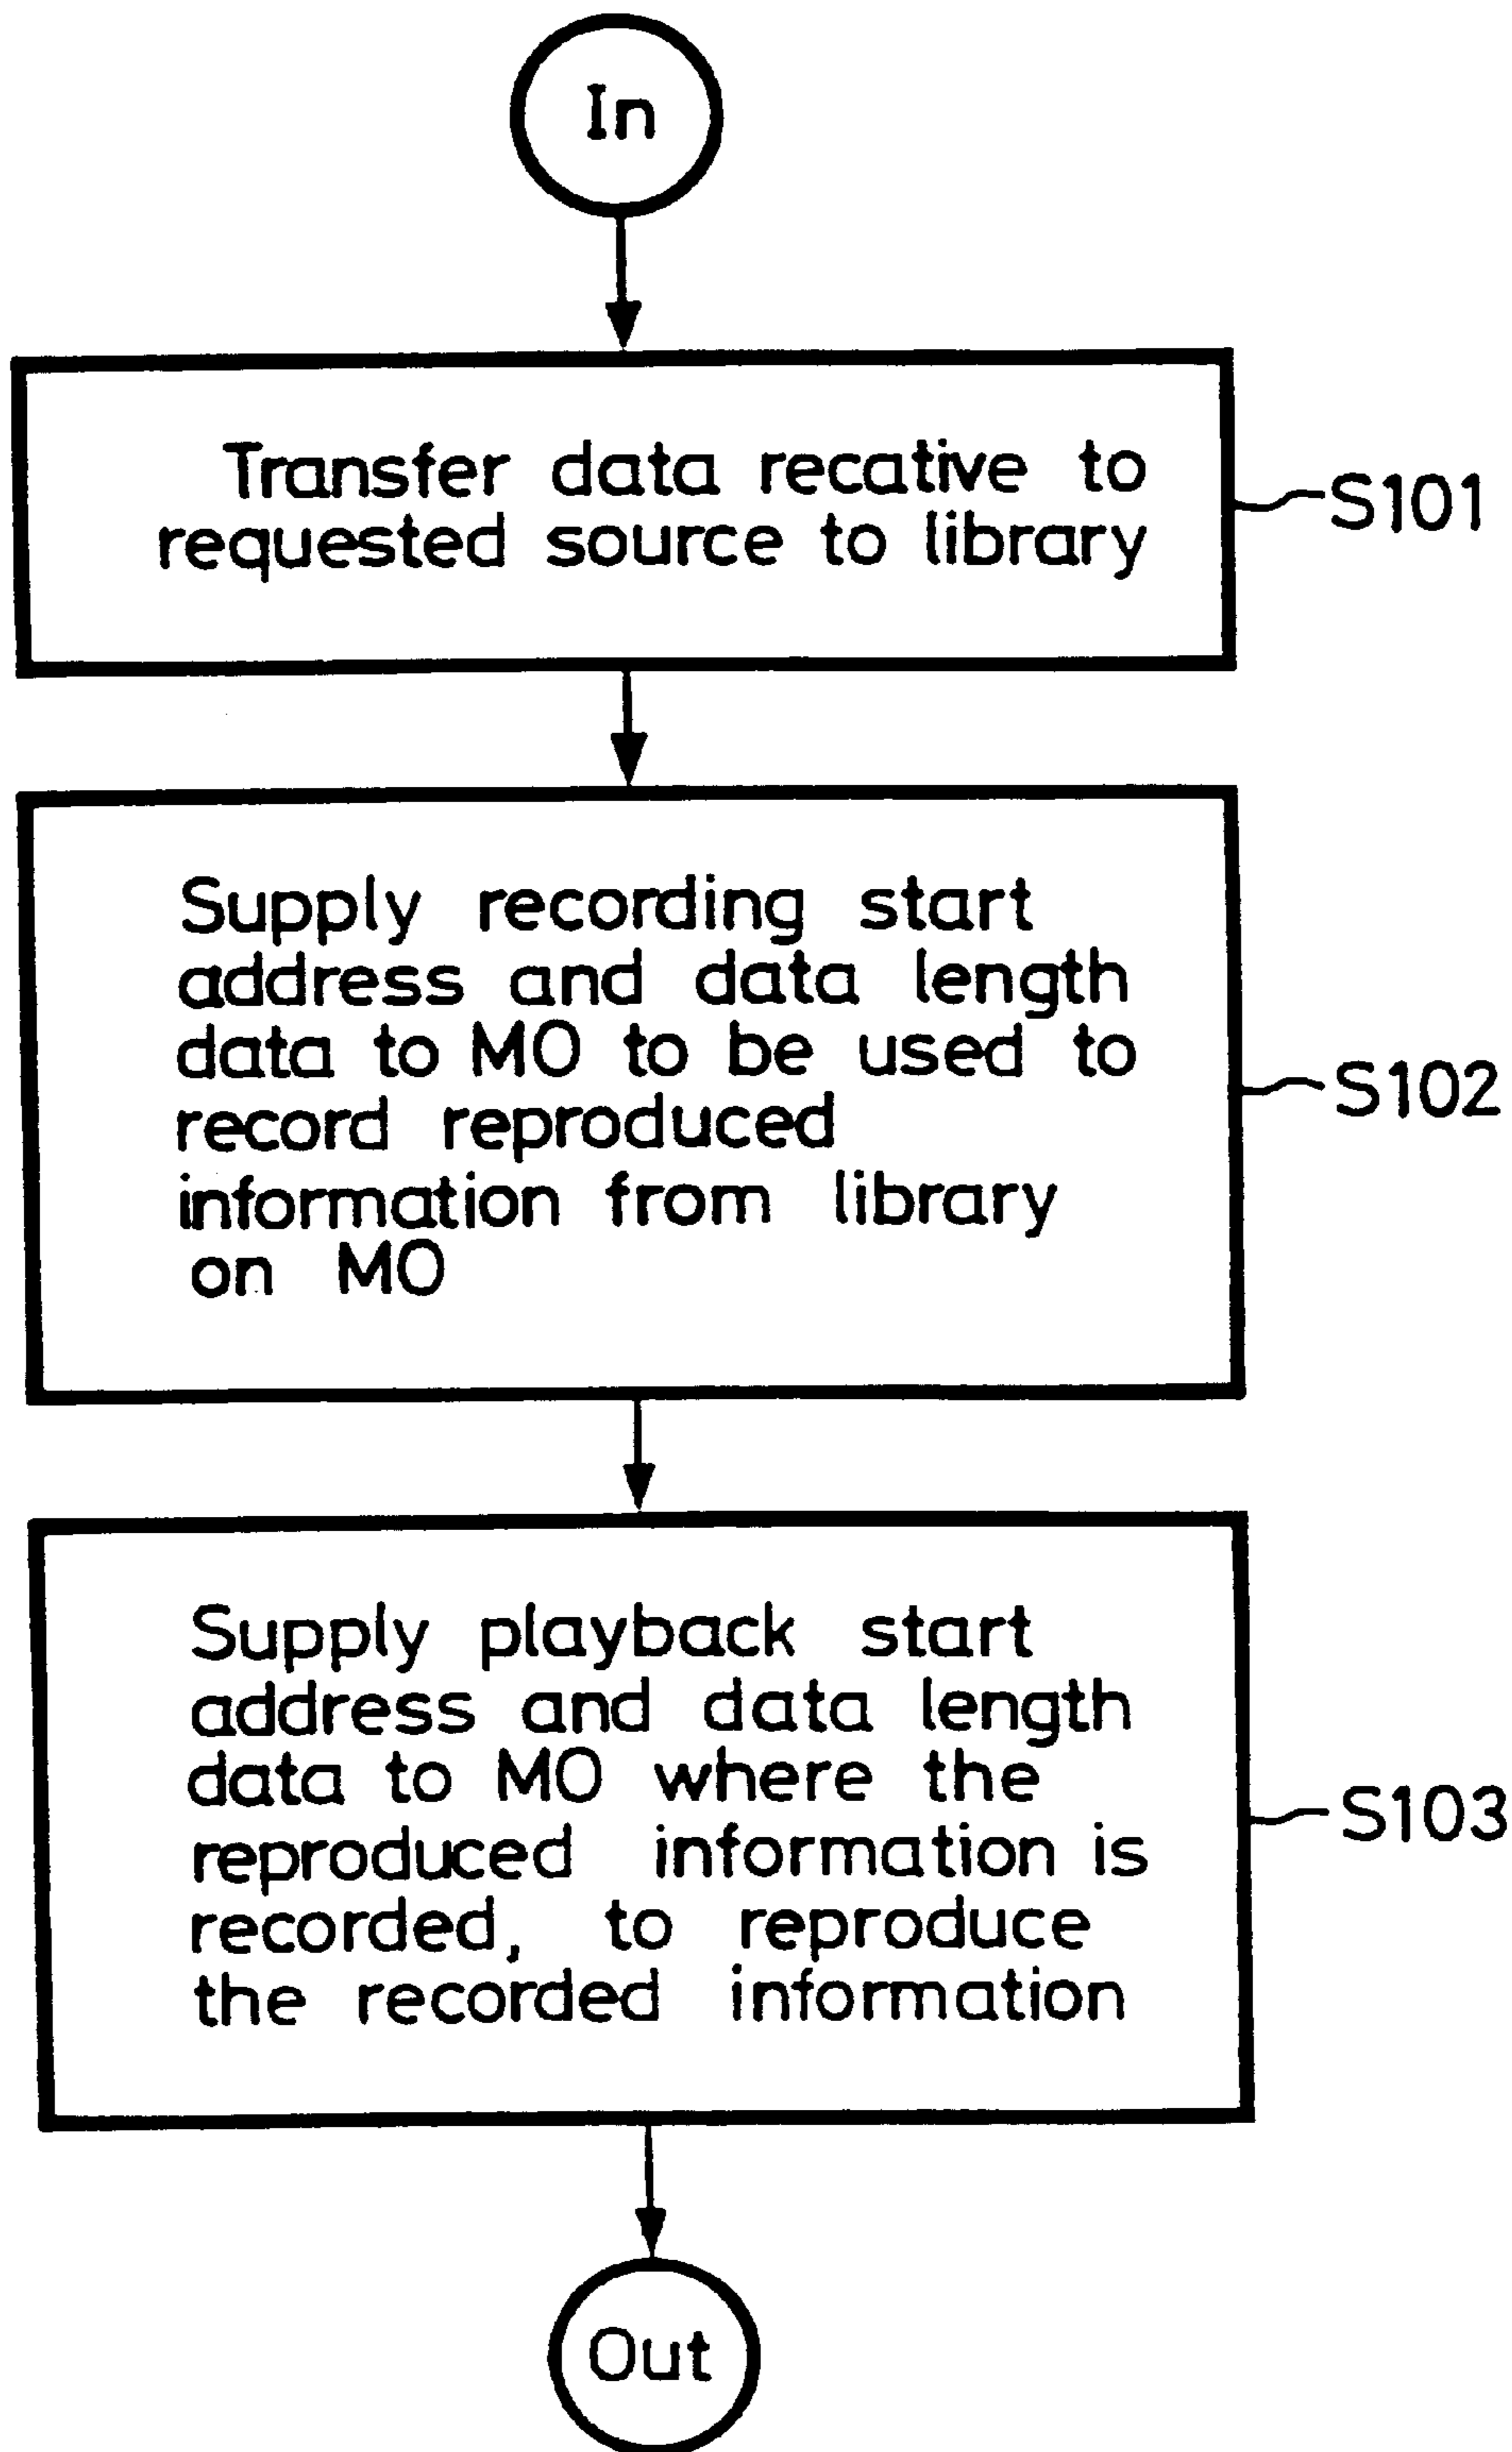 In
Transfer data recative to
requested source to library
S101
Supply recording start
address and data length
data to MO to be used to
record reproduced
information from library
on MO
S102
Supply playback start
address and data length
data to MO where the
reproduced information is
recorded, to reproduce
the recorded information
S103
Out